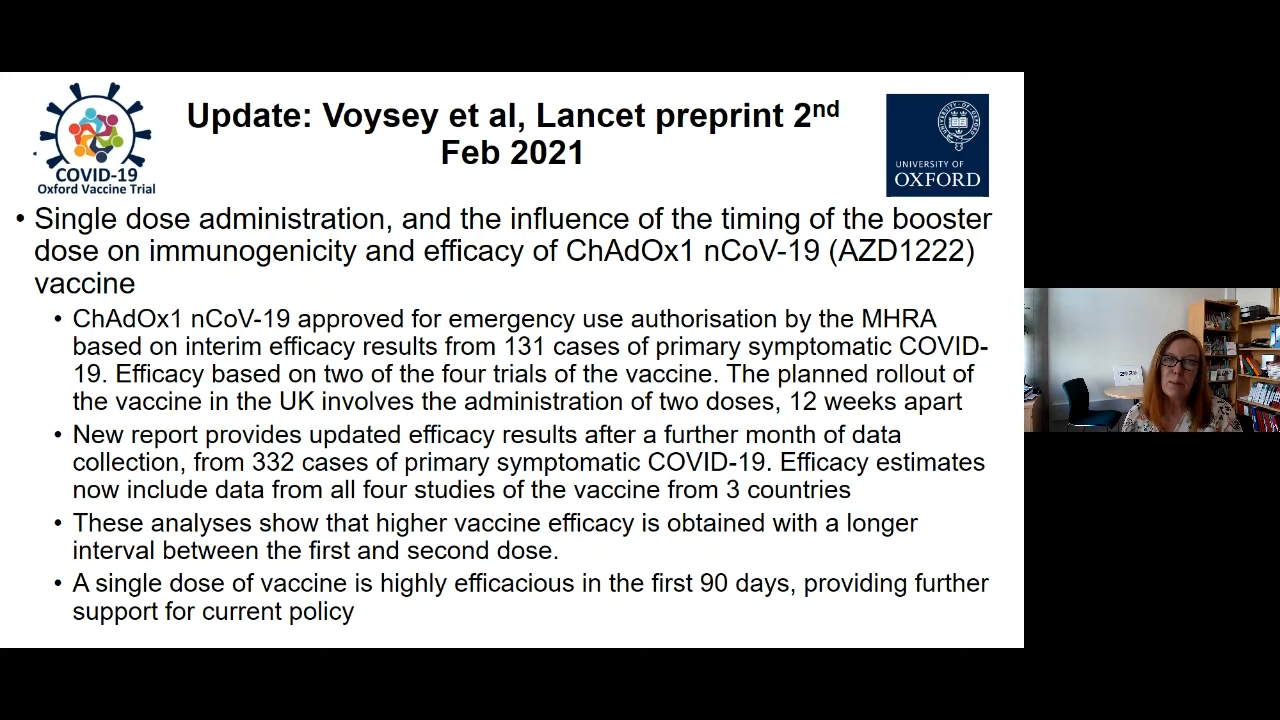 Update: Voysey et al, Lancet preprint 2nd
Feb 2021
COVID-19
Oxford Vaccine Trial
UNIVERSITY OF
OXFORD
• Single dose administration, and the influence of the timing of the booster
dose on immunogenicity and efficacy of ChAdOx1 nCoV-19 (AZD1222)
vaccine
• ChAdOx1 nCoV-19 approved for emergency use authorisation by the MHRA
based on interim efficacy results from 131 cases of primary symptomatic COVID-
19. Efficacy based on two of the four trials of the vaccine. The planned rollout of
the vaccine in the UK involves the administration of two doses, 12 weeks apart
• New report provides updated efficacy results after a further month of data
collection, from 332 cases of primary symptomatic COVID-19. Efficacy estimates
now include data from all four studies of the vaccine from 3 countries
• These analyses show that higher vaccine efficacy is obtained with a longer
interval between the first and second dose.
• A single dose of vaccine is highly efficacious in the first 90 days, providing further
support for current policy